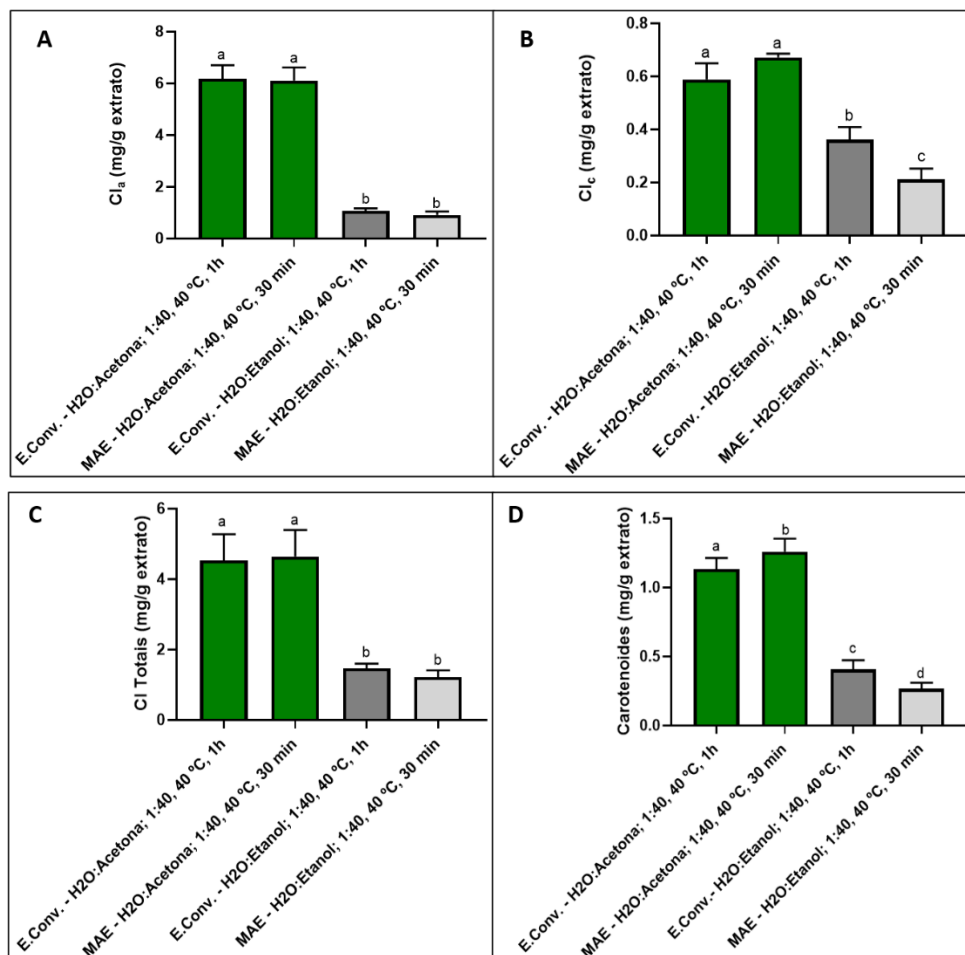 A
Cl_a (mg/g extrato)
8
6
4
2
0
a
a
b
b
E.Conv. - H2O:Acetona; 1:40, 40 ºC, 1h
MAE - H2O:Acetona; 1:40, 40 ºC, 30 min
E.Conv. - H2O:Etanol; 1:40, 40 ºC, 1h
MAE - H2O:Etanol; 1:40, 40 ºC, 30 min
B
Cl_c (mg/g extrato)
0.8
0.6
0.4
0.2
0.0
a
a
b
c
E.Conv. - H2O:Acetona; 1:40, 40 ºC, 1h
MAE - H2O:Acetona; 1:40, 40 ºC, 30 min
E.Conv. - H2O:Etanol; 1:40, 40 ºC, 1h
MAE - H2O:Etanol; 1:40, 40 ºC, 30 min
C
Cl Totais (mg/g extrato)
6
4
2
0
a
a
b
b
E.Conv. - H2O:Acetona; 1:40, 40 ºC, 1h
MAE - H2O:Acetona; 1:40, 40 ºC, 30 min
E.Conv. - H2O:Etanol; 1:40, 40 ºC, 1h
MAE - H2O:Etanol; 1:40, 40 ºC, 30 min
D
Carotenoides (mg/g extrato)
1.5
1.0
0.5
0.0
a
b
c
d
E.Conv. - H2O:Acetona; 1:40, 40 ºC, 1h
MAE - H2O:Acetona; 1:40, 40 ºC, 30 min
E.Conv. - H2O:Etanol; 1:40, 40 ºC, 1h
MAE - H2O:Etanol; 1:40, 40 ºC, 30 min